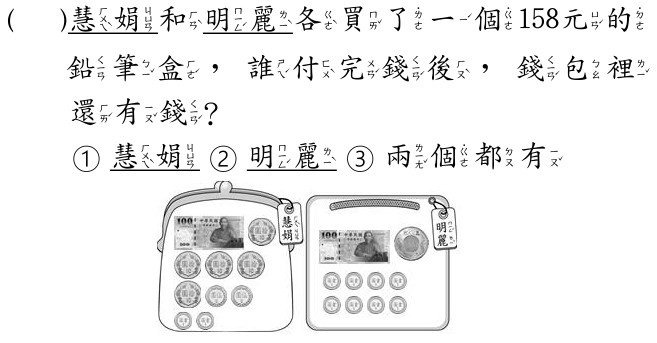 ( )慧娟和明麗各買了一個158元的
鉛筆盒，誰付完錢後，錢包裡
還有錢？
① 慧娟 ② 明麗 ③ 兩個都有
100
慧娟
100
明麗